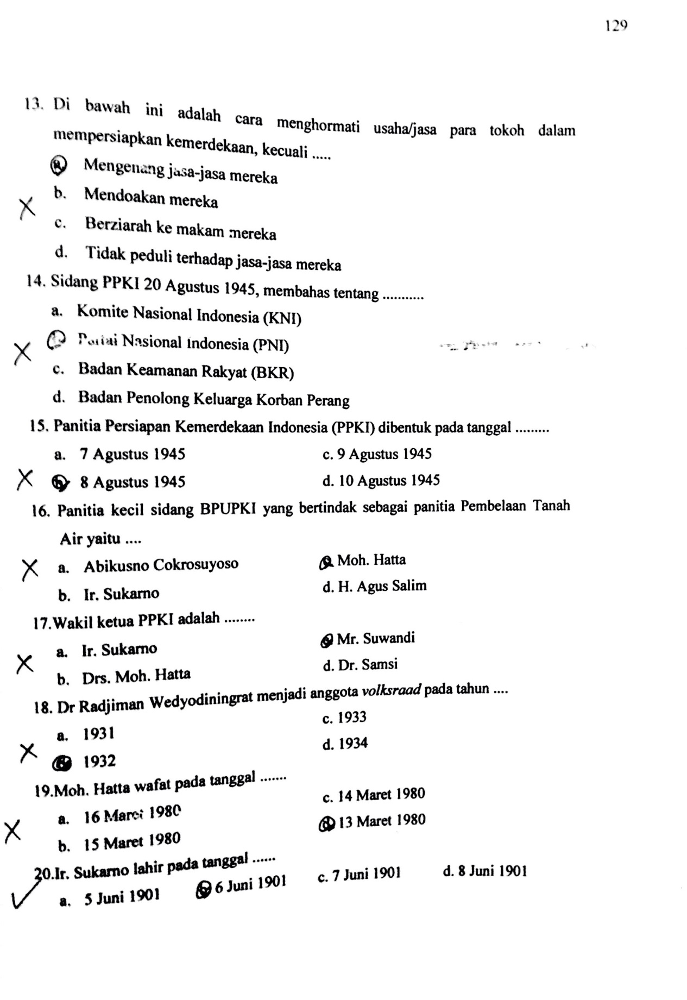 129
13. Di bawah ini adalah cara menghormati usaha/jasa para tokoh dalam
mempersiapkan kemerdekaan, kecuali .....
a. Mengenang jasa-jasa mereka
b. Mendoakan mereka
c. Berziarah ke makam mereka
d. Tidak peduli terhadap jasa-jasa mereka
14. Sidang PPKI 20 Agustus 1945, membahas tentang ...........
a. Komite Nasional Indonesia (KNI)
b. Partai Nasional Indonesia (PNI)
c. Badan Keamanan Rakyat (BKR)
d. Badan Penolong Keluarga Korban Perang
15. Panitia Persiapan Kemerdekaan Indonesia (PPKI) dibentuk pada tanggal .........
a. 7 Agustus 1945 c. 9 Agustus 1945
b. 8 Agustus 1945 d. 10 Agustus 1945
16. Panitia kecil sidang BPUPKI yang bertindak sebagai panitia Pembelaan Tanah
Air yaitu ....
a. Abikusno Cokrosuyoso c. Moh. Hatta
b. Ir. Sukarno d. H. Agus Salim
17.Wakil ketua PPKI adalah ........
a. Ir. Sukarno c. Mr. Suwandi
b. Drs. Moh. Hatta d. Dr. Samsi
18. Dr Radjiman Wedyodiningrat menjadi anggota volksraad pada tahun ....
a. 1931 c. 1933
b. 1932 d. 1934
19.Moh. Hatta wafat pada tanggal .......
a. 16 Maret 1980 c. 14 Maret 1980
b. 15 Maret 1980 d. 13 Maret 1980
20.Ir. Sukarno lahir pada tanggal ......
a. 5 Juni 1901 b. 6 Juni 1901 c. 7 Juni 1901 d. 8 Juni 1901